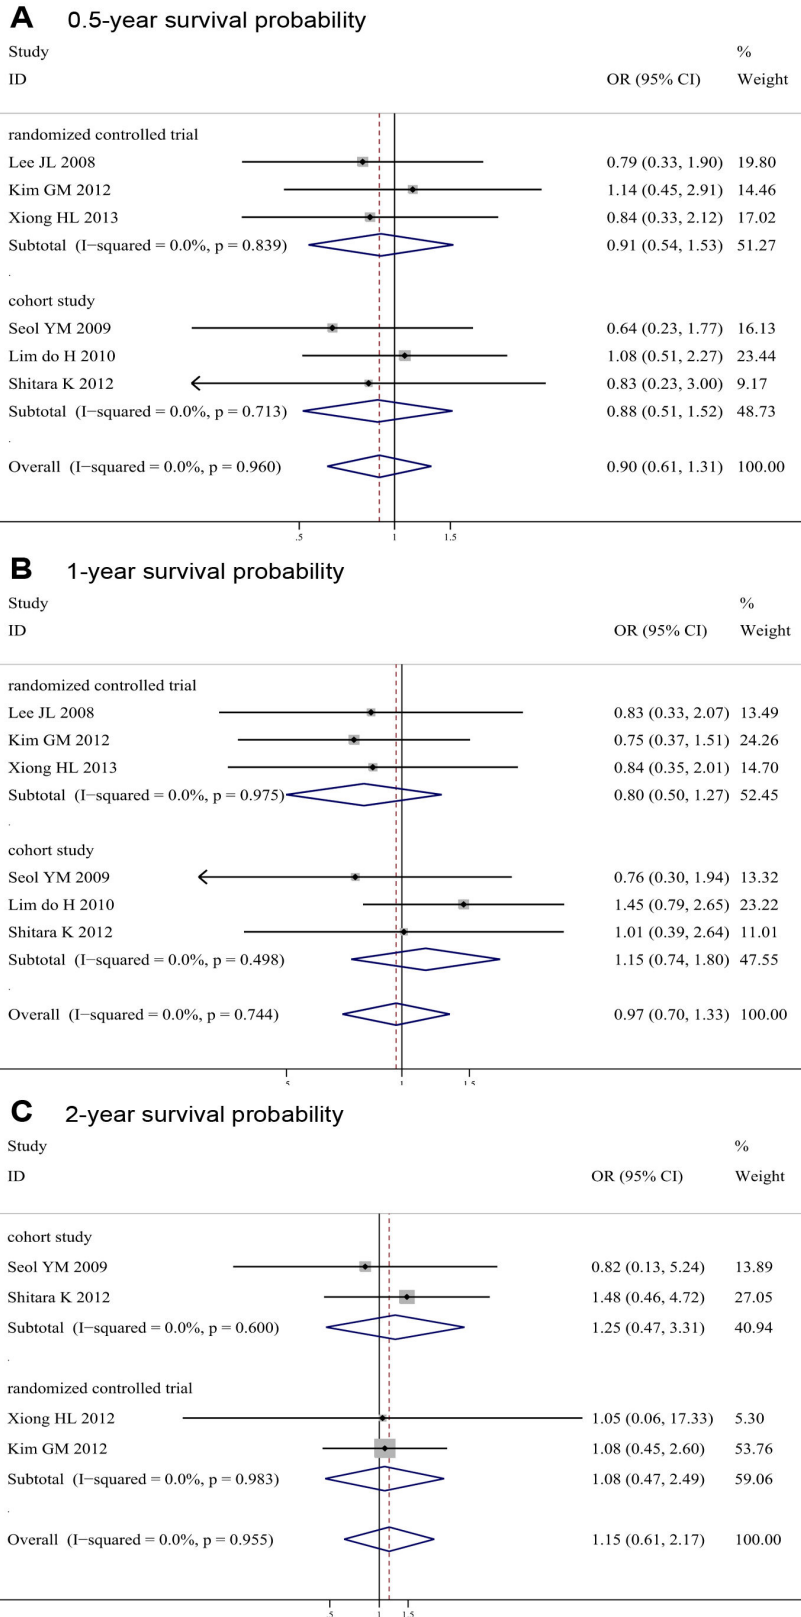 A 0.5-year survival probability
Study %
ID OR (95% CI) Weight
randomized controlled trial
Lee JL 2008 0.79 (0.33, 1.90) 19.80
Kim GM 2012 1.14 (0.45, 2.91) 14.46
Xiong HL 2013 0.84 (0.33, 2.12) 17.02
Subtotal (I−squared = 0.0%, p = 0.839) 0.91 (0.54, 1.53) 51.27
.
cohort study
Seol YM 2009 0.64 (0.23, 1.77) 16.13
Lim do H 2010 1.08 (0.51, 2.27) 23.44
Shitara K 2012 0.83 (0.23, 3.00) 9.17
Subtotal (I−squared = 0.0%, p = 0.713) 0.88 (0.51, 1.52) 48.73
.
Overall (I−squared = 0.0%, p = 0.960) 0.90 (0.61, 1.31) 100.00
.5 1 1.5
B 1-year survival probability
Study %
ID OR (95% CI) Weight
randomized controlled trial
Lee JL 2008 0.83 (0.33, 2.07) 13.49
Kim GM 2012 0.75 (0.37, 1.51) 24.26
Xiong HL 2013 0.84 (0.35, 2.01) 14.70
Subtotal (I−squared = 0.0%, p = 0.975) 0.80 (0.50, 1.27) 52.45
.
cohort study
Seol YM 2009 0.76 (0.30, 1.94) 13.32
Lim do H 2010 1.45 (0.79, 2.65) 23.22
Shitara K 2012 1.01 (0.39, 2.64) 11.01
Subtotal (I−squared = 0.0%, p = 0.498) 1.15 (0.74, 1.80) 47.55
.
Overall (I−squared = 0.0%, p = 0.744) 0.97 (0.70, 1.33) 100.00
.5 1 1.5
C 2-year survival probability
Study %
ID OR (95% CI) Weight
cohort study
Seol YM 2009 0.82 (0.13, 5.24) 13.89
Shitara K 2012 1.48 (0.46, 4.72) 27.05
Subtotal (I−squared = 0.0%, p = 0.600) 1.25 (0.47, 3.31) 40.94
.
randomized controlled trial
Xiong HL 2012 1.05 (0.06, 17.33) 5.30
Kim GM 2012 1.08 (0.45, 2.60) 53.76
Subtotal (I−squared = 0.0%, p = 0.983) 1.08 (0.47, 2.49) 59.06
.
Overall (I−squared = 0.0%, p = 0.955) 1.15 (0.61, 2.17) 100.00
.5 1 1.5